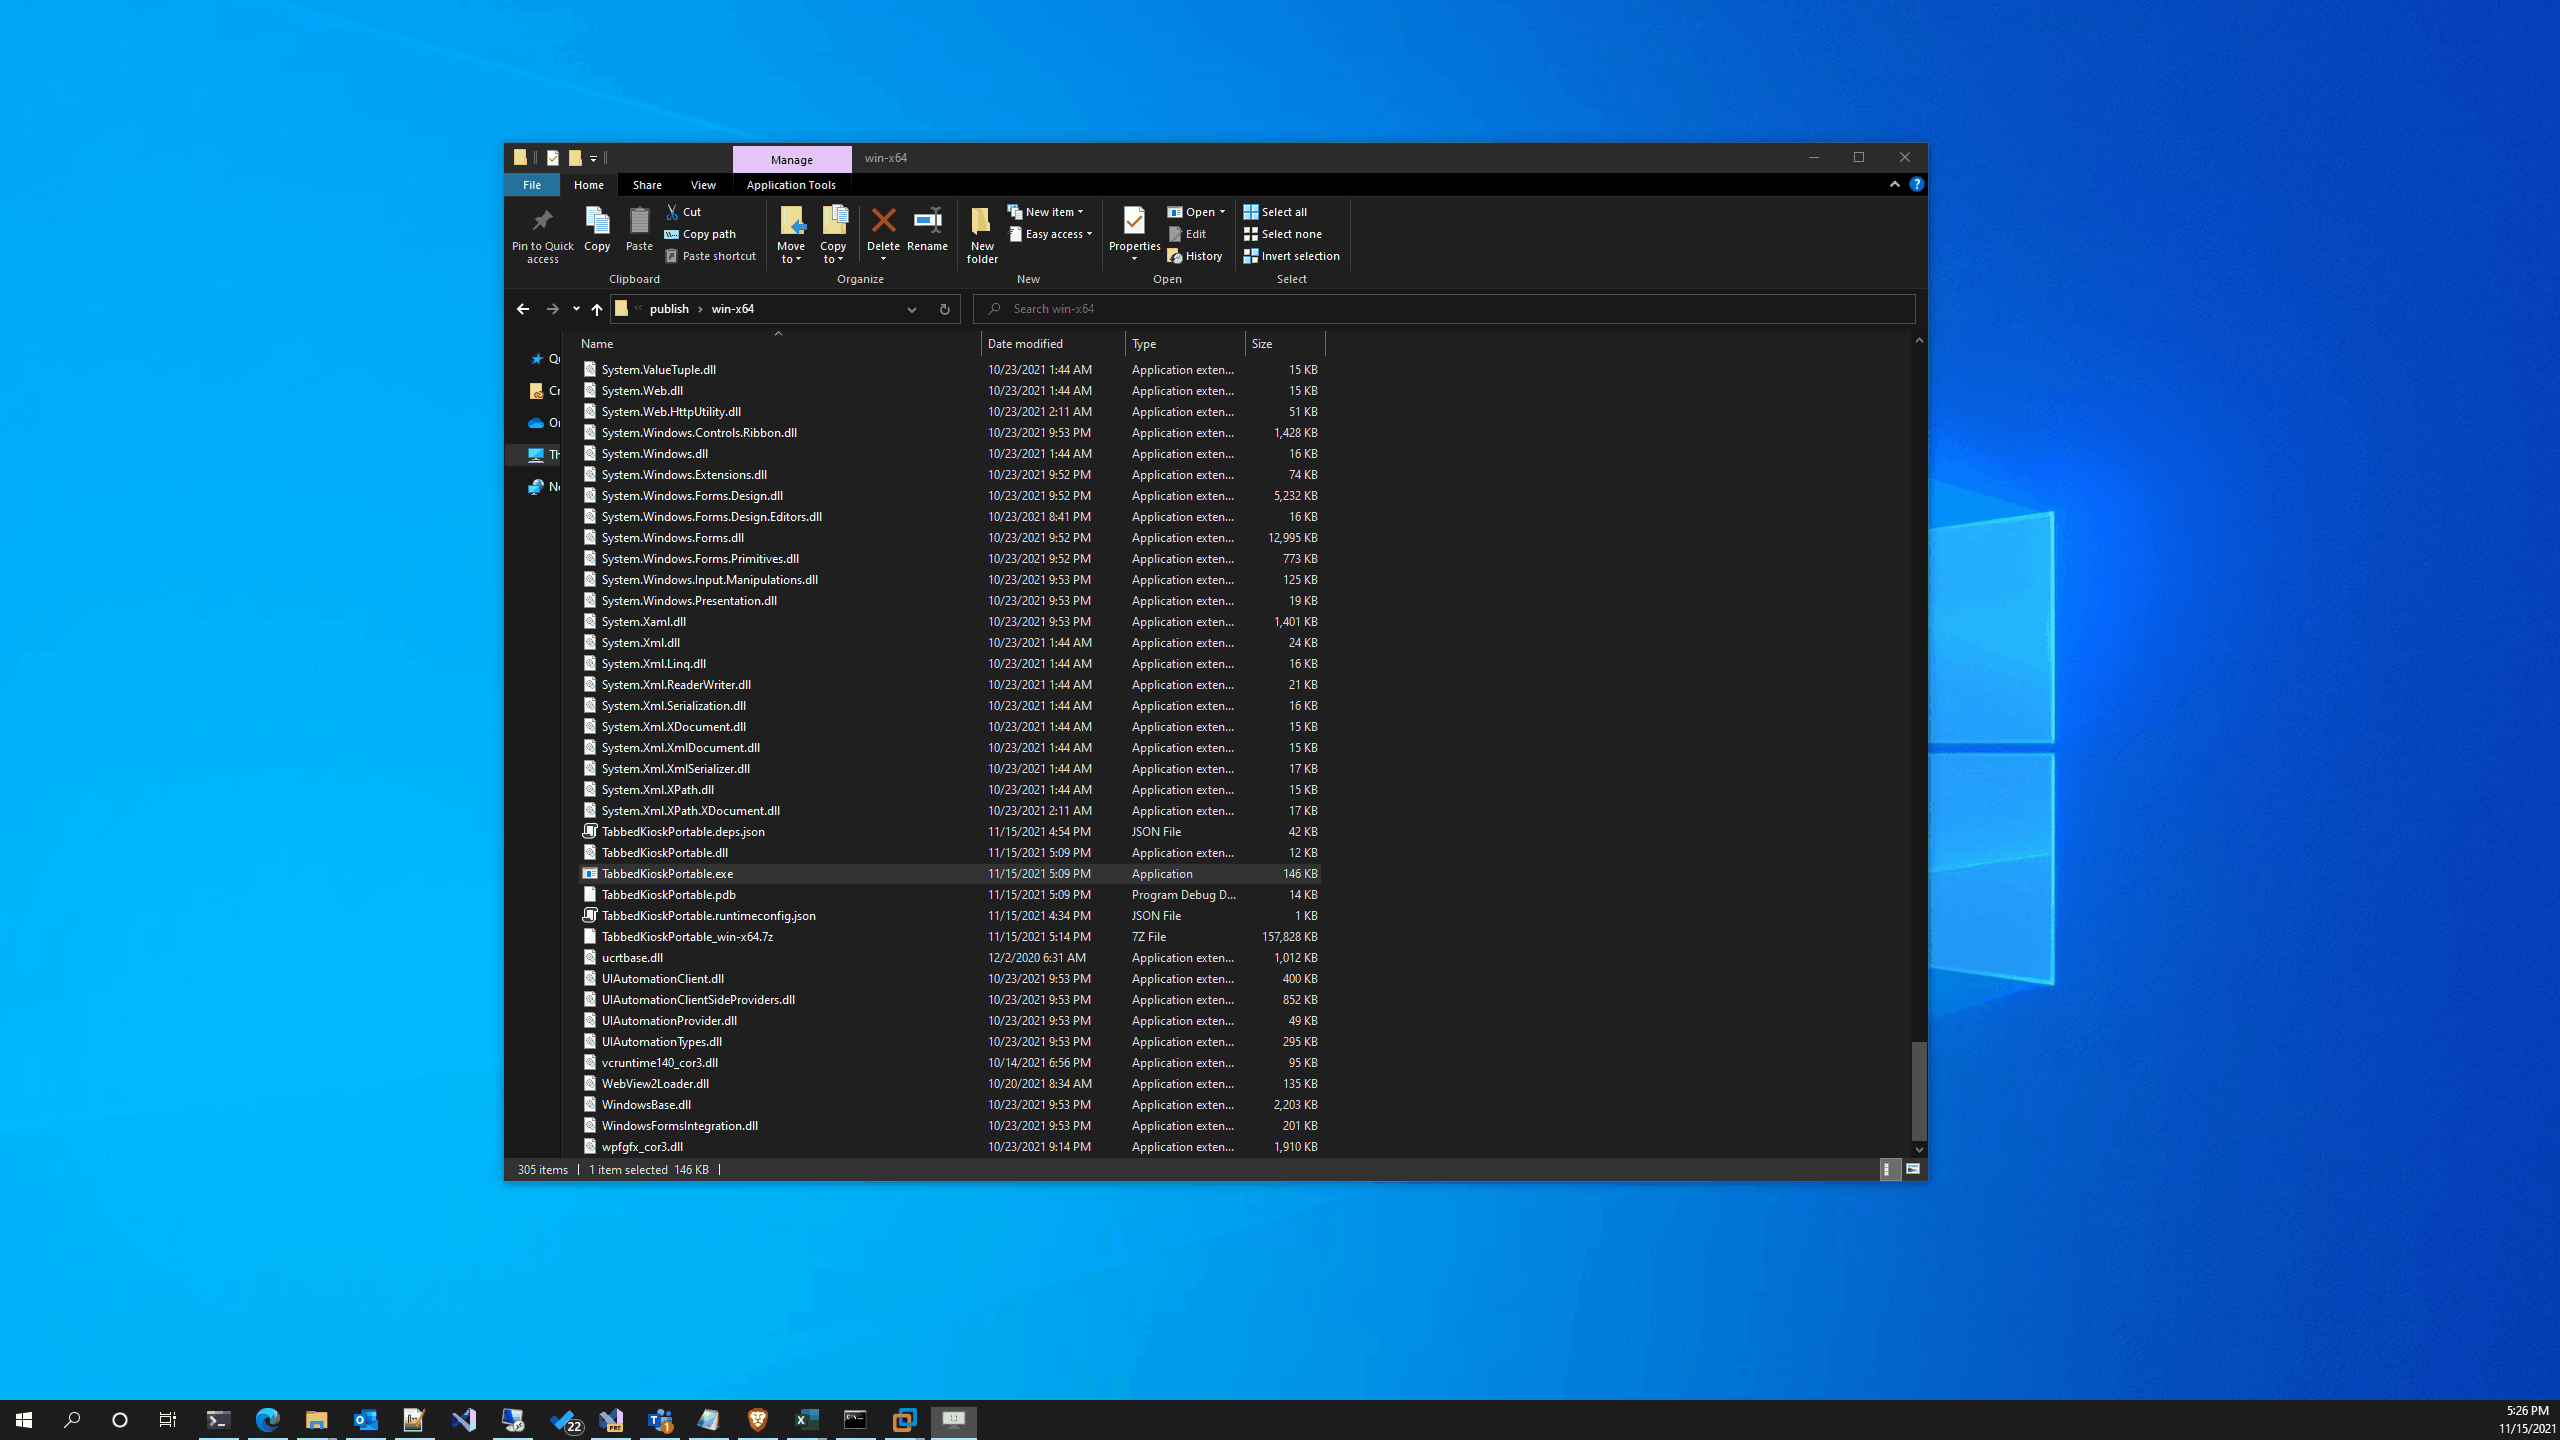 Manage win-x64
File Home Share View Application Tools
Pin to Quick access
Copy
Paste
Cut
Copy path
Paste shortcut
Clipboard
Move to
Copy to
Delete
Rename
Organize
New folder
New item
Easy access
New
Properties
Open
Edit
History
Open
Select all
Select none
Invert selection
Select
publish › win-x64
Search win-x64
Name Date modified Type Size
System.ValueTuple.dll 10/23/2021 1:44 AM Application exten... 15 KB
System.Web.dll 10/23/2021 1:44 AM Application exten... 15 KB
System.Web.HttpUtility.dll 10/23/2021 2:11 AM Application exten... 51 KB
System.Windows.Controls.Ribbon.dll 10/23/2021 9:53 PM Application exten... 1,428 KB
System.Windows.dll 10/23/2021 1:44 AM Application exten... 16 KB
System.Windows.Extensions.dll 10/23/2021 9:52 PM Application exten... 74 KB
System.Windows.Forms.Design.dll 10/23/2021 9:52 PM Application exten... 5,232 KB
System.Windows.Forms.Design.Editors.dll 10/23/2021 8:41 PM Application exten... 16 KB
System.Windows.Forms.dll 10/23/2021 9:52 PM Application exten... 12,995 KB
System.Windows.Forms.Primitives.dll 10/23/2021 9:52 PM Application exten... 773 KB
System.Windows.Input.Manipulations.dll 10/23/2021 9:53 PM Application exten... 125 KB
System.Windows.Presentation.dll 10/23/2021 9:53 PM Application exten... 19 KB
System.Xaml.dll 10/23/2021 9:53 PM Application exten... 1,401 KB
System.Xml.dll 10/23/2021 1:44 AM Application exten... 24 KB
System.Xml.Linq.dll 10/23/2021 1:44 AM Application exten... 16 KB
System.Xml.ReaderWriter.dll 10/23/2021 1:44 AM Application exten... 21 KB
System.Xml.Serialization.dll 10/23/2021 1:44 AM Application exten... 16 KB
System.Xml.XDocument.dll 10/23/2021 1:44 AM Application exten... 15 KB
System.Xml.XmlDocument.dll 10/23/2021 1:44 AM Application exten... 15 KB
System.Xml.XmlSerializer.dll 10/23/2021 1:44 AM Application exten... 17 KB
System.Xml.XPath.dll 10/23/2021 1:44 AM Application exten... 15 KB
System.Xml.XPath.XDocument.dll 10/23/2021 2:11 AM Application exten... 17 KB
TabbedKioskPortable.deps.json 11/15/2021 4:54 PM JSON File 42 KB
TabbedKioskPortable.dll 11/15/2021 5:09 PM Application exten... 12 KB
TabbedKioskPortable.exe 11/15/2021 5:09 PM Application 146 KB
TabbedKioskPortable.pdb 11/15/2021 5:09 PM Program Debug D... 14 KB
TabbedKioskPortable.runtimeconfig.json 11/15/2021 4:34 PM JSON File 1 KB
TabbedKioskPortable_win-x64.7z 11/15/2021 5:14 PM 7Z File 157,828 KB
ucrtbase.dll 12/2/2020 6:31 AM Application exten... 1,012 KB
UIAutomationClient.dll 10/23/2021 9:53 PM Application exten... 400 KB
UIAutomationClientSideProviders.dll 10/23/2021 9:53 PM Application exten... 852 KB
UIAutomationProvider.dll 10/23/2021 9:53 PM Application exten... 49 KB
UIAutomationTypes.dll 10/23/2021 9:53 PM Application exten... 295 KB
vcruntime140_cor3.dll 10/14/2021 6:56 PM Application exten... 95 KB
WebView2Loader.dll 10/20/2021 8:34 AM Application exten... 135 KB
WindowsBase.dll 10/23/2021 9:53 PM Application exten... 2,203 KB
WindowsFormsIntegration.dll 10/23/2021 9:53 PM Application exten... 201 KB
wpfgfx_cor3.dll 10/23/2021 9:14 PM Application exten... 1,910 KB
305 items 1 item selected 146 KB
22
PRE
1
5:26 PM
11/15/2021